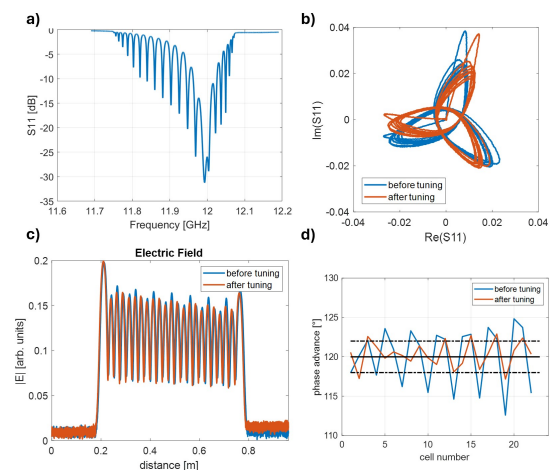 a)
0
-5
-10
-15
-20
-25
-30
-35
S11 [dB]
11.6 11.7 11.8 11.9 12 12.1 12.2
Frequency [GHz]
b)
0.04
0.02
0
-0.02
-0.04
Im(S11)
before tuning
after tuning
-0.04 -0.02 0 0.02 0.04
Re(S11)
c)
Electric Field
0.2
0.15
0.1
0.05
0
|E| [arb. units]
before tuning
after tuning
0 0.2 0.4 0.6 0.8
distance [m]
d)
130
125
120
115
110
phase advance [°]
before tuning
after tuning
0 5 10 15 20
cell number